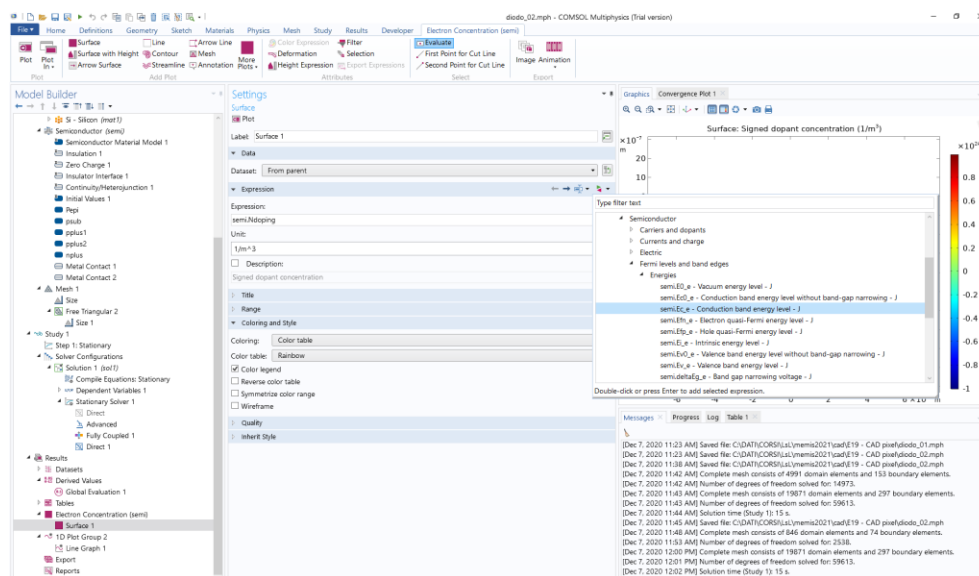 diodo_02.mph - COMSOL Multiphysics (Trial version)
File Home Definitions Geometry Sketch Materials Physics Mesh Study Results Developer Electron Concentration (semi)
Surface Line Arrow Line Color Expression Filter Evaluate
Surface with Height Contour Mesh Deformation Selection First Point for Cut Line
Arrow Surface Streamline Annotation Height Expression Export Expressions Second Point for Cut Line
Plot Plot In More Plots Image Animation
Plot Add Plot Attributes Select Export
Model Builder
Si - Silicon (mat1)
Semiconductor (semi)
Semiconductor Material Model 1
Insulation 1
Zero Charge 1
Insulator Interface 1
Continuity/Heterojunction 1
Initial Values 1
Pepi
psub
pplus1
pplus2
nplus
Metal Contact 1
Metal Contact 2
Mesh 1
Size
Free Triangular 2
Size 1
Study 1
Step 1: Stationary
Solver Configurations
Solution 1 (sol1)
Compile Equations: Stationary
Dependent Variables 1
Stationary Solver 1
Direct
Advanced
Fully Coupled 1
Direct 1
Results
Datasets
Derived Values
Global Evaluation 1
Tables
Electron Concentration (semi)
Surface 1
1D Plot Group 2
Line Graph 1
Export
Reports
Settings
Surface
Plot
Label: Surface 1
Data
Dataset: From parent
Expression
Expression:
semi.Ndoping
Unit:
1/m^3
Description:
Signed dopant concentration
Title
Range
Coloring and Style
Coloring: Color table
Color table: Rainbow
Color legend
Reverse color table
Symmetrize color range
Wireframe
Quality
Inherit Style
Graphics Convergence Plot 1
Surface: Signed dopant concentration (1/m³)
×10⁻⁷
m
20
10
0.8
0.6
0.4
0.2
0
-0.2
-0.4
-0.6
-0.8
-1
Type filter text
Semiconductor
Carriers and dopants
Currents and charge
Electric
Fermi levels and band edges
Energies
semi.E0_e - Vacuum energy level - J
semi.Ec0_e - Conduction band energy level without band-gap narrowing - J
semi.Ec_e - Conduction band energy level - J
semi.Efn_e - Electron quasi-Fermi energy level - J
semi.Efp_e - Hole quasi-Fermi energy level - J
semi.Ei_e - Intrinsic energy level - J
semi.Ev0_e - Valence band energy level without band-gap narrowing - J
semi.Ev_e - Valence band energy level - J
semi.deltaEg_e - Band gap narrowing voltage - J
Double-click or press Enter to add selected expression.
Messages Progress Log Table 1
[Dec 7, 2020 11:23 AM] Saved file: C:\DATI\CORSI\LsL\memis2021\cad\E19 - CAD pixel\diodo_01.mph
[Dec 7, 2020 11:23 AM] Saved file: C:\DATI\CORSI\LsL\memis2021\cad\E19 - CAD pixel\diodo_02.mph
[Dec 7, 2020 11:38 AM] Saved file: C:\DATI\CORSI\LsL\memis2021\cad\E19 - CAD pixel\diodo_02.mph
[Dec 7, 2020 11:42 AM] Complete mesh consists of 4991 domain elements and 153 boundary elements.
[Dec 7, 2020 11:42 AM] Number of degrees of freedom solved for: 14973.
[Dec 7, 2020 11:43 AM] Complete mesh consists of 19871 domain elements and 297 boundary elements.
[Dec 7, 2020 11:43 AM] Number of degrees of freedom solved for: 59613.
[Dec 7, 2020 11:44 AM] Solution time (Study 1): 15 s.
[Dec 7, 2020 11:45 AM] Saved file: C:\DATI\CORSI\LsL\memis2021\cad\E19 - CAD pixel\diodo_02.mph
[Dec 7, 2020 11:48 AM] Complete mesh consists of 846 domain elements and 74 boundary elements.
[Dec 7, 2020 11:53 AM] Number of degrees of freedom solved for: 2538.
[Dec 7, 2020 12:00 PM] Complete mesh consists of 19871 domain elements and 297 boundary elements.
[Dec 7, 2020 12:01 PM] Number of degrees of freedom solved for: 59613.
[Dec 7, 2020 12:02 PM] Solution time (Study 1): 15 s.